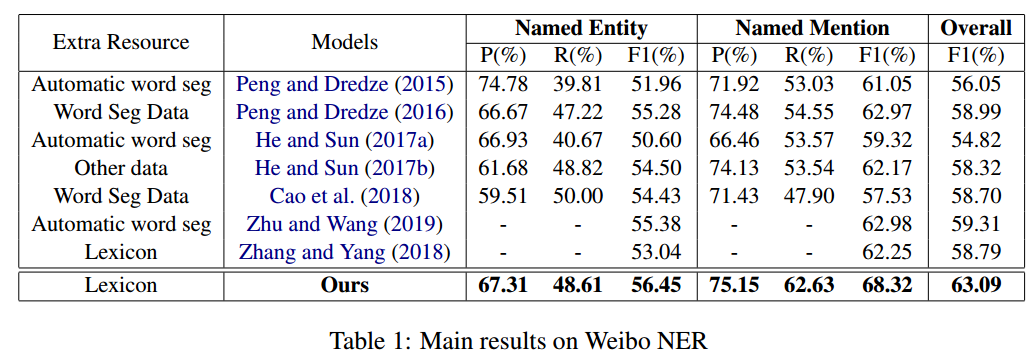 Extra Resource Models Named Entity Named Mention Overall
P(%) R(%) F1(%) P(%) R(%) F1(%) F1(%)
Automatic word seg Peng and Dredze (2015) 74.78 39.81 51.96 71.92 53.03 61.05 56.05
Word Seg Data Peng and Dredze (2016) 66.67 47.22 55.28 74.48 54.55 62.97 58.99
Automatic word seg He and Sun (2017a) 66.93 40.67 50.60 66.46 53.57 59.32 54.82
Other data He and Sun (2017b) 61.68 48.82 54.50 74.13 53.54 62.17 58.32
Word Seg Data Cao et al. (2018) 59.51 50.00 54.43 71.43 47.90 57.53 58.70
Automatic word seg Zhu and Wang (2019) - - 55.38 - - 62.98 59.31
Lexicon Zhang and Yang (2018) - - 53.04 - - 62.25 58.79
Lexicon Ours 67.31 48.61 56.45 75.15 62.63 68.32 63.09
Table 1: Main results on Weibo NER